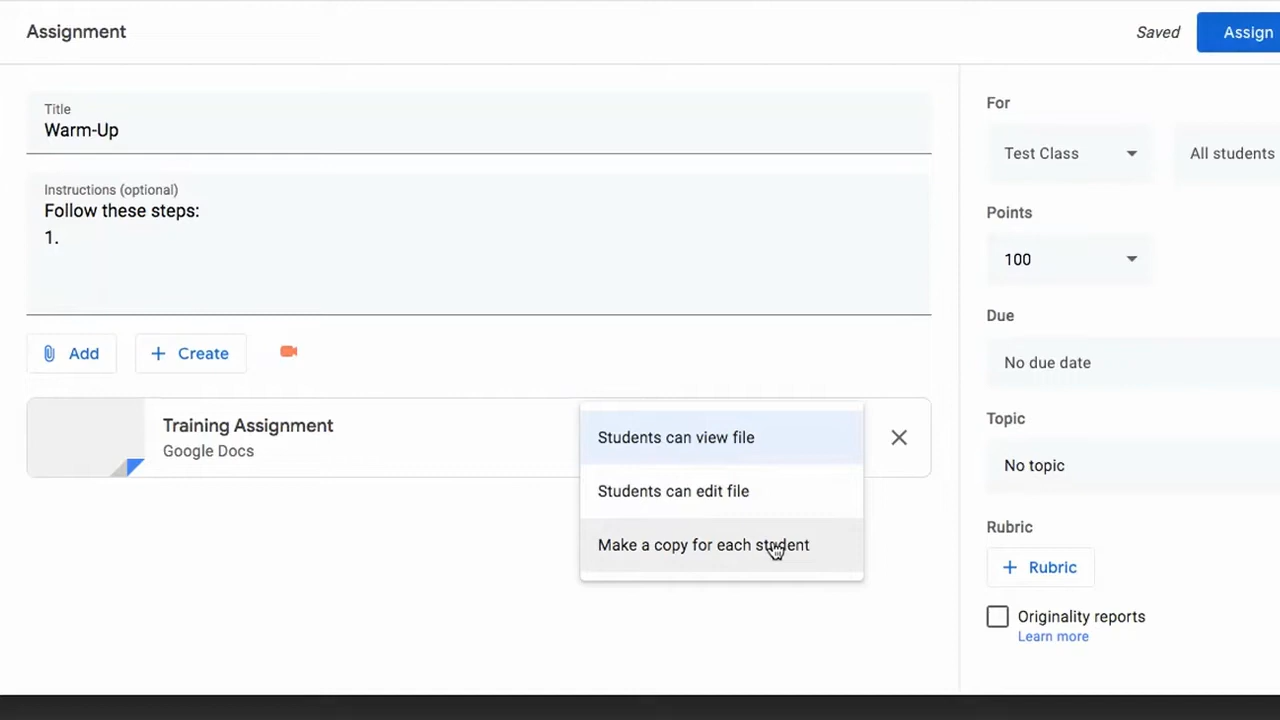 Assignment
Saved
Assign
Title
Warm-Up
Instructions (optional)
Follow these steps:
1.
Add
Create
Training Assignment
Google Docs
Students can view file
Students can edit file
Make a copy for each student
For
Test Class
All students
Points
100
Due
No due date
Topic
No topic
Rubric
Rubric
Originality reports
Learn more